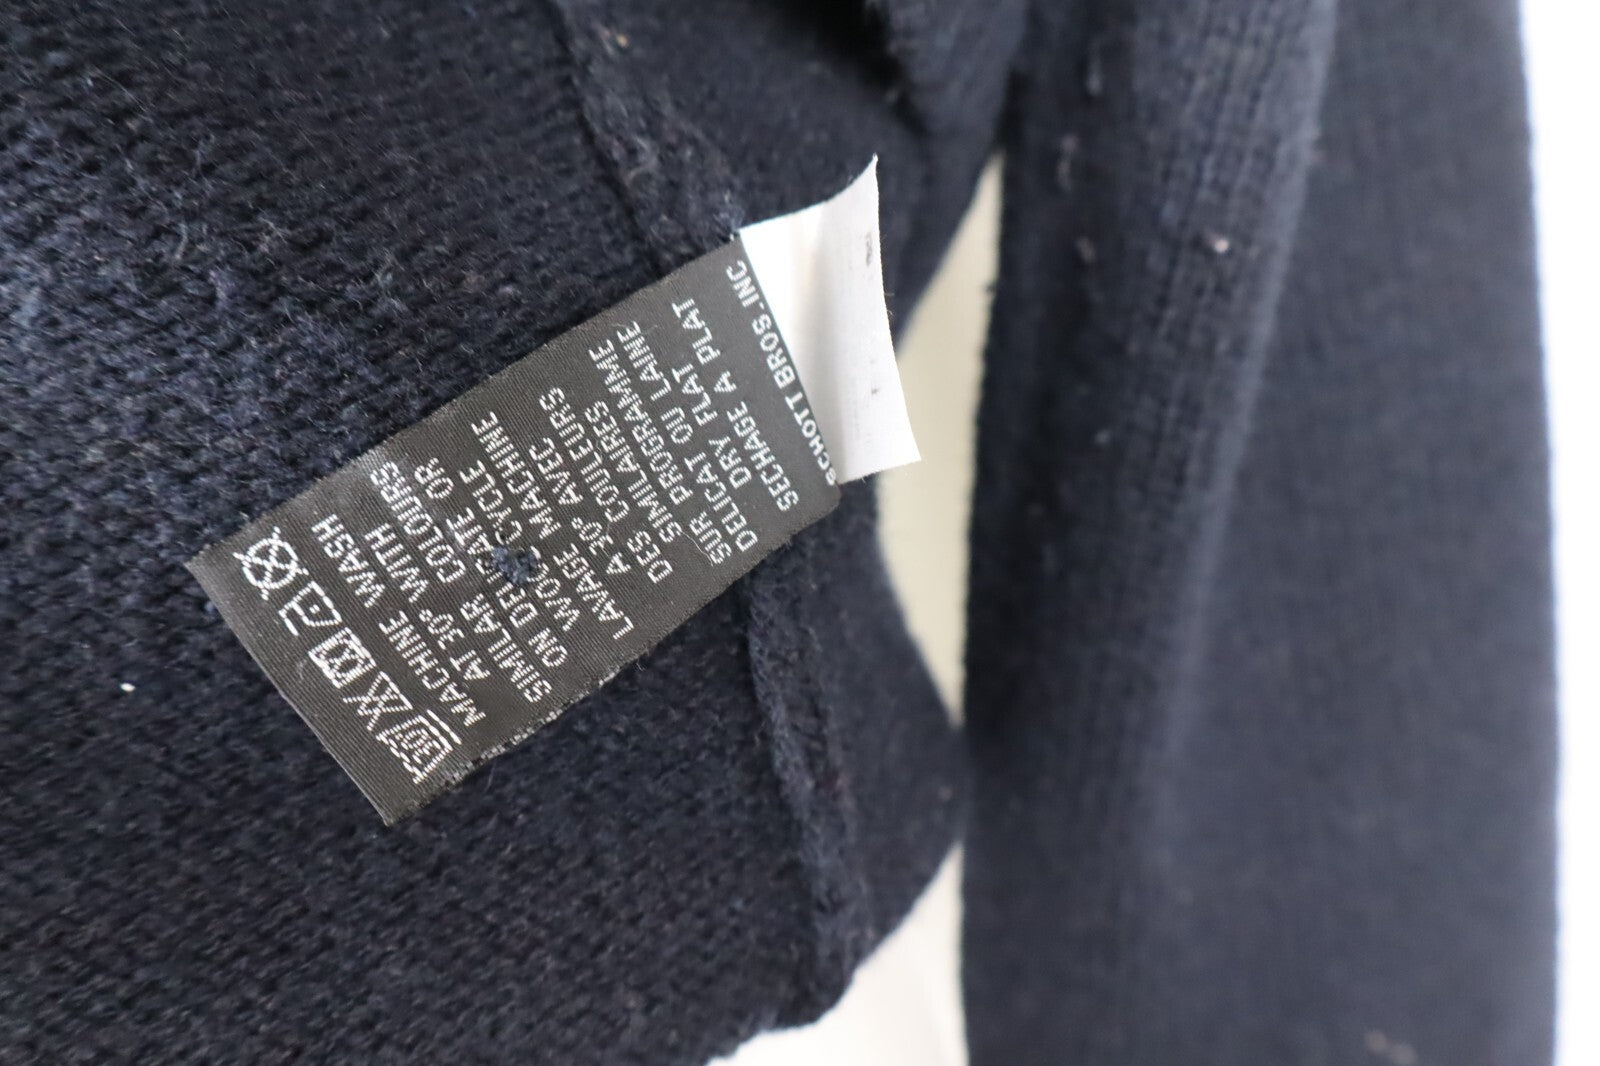 MACHINE WASH
AT 30° WITH
SIMILAR COLOURS
ON DELICATE OR
WOOL CYCLE
LAVAGE MACHINE
A 30° AVEC
DES COULEURS
SIMILAIRES
SUR PROGRAMME
DELICAT OU LAINE
DRY FLAT
SECHAGE A PLAT
SCHOTT BROS.INC